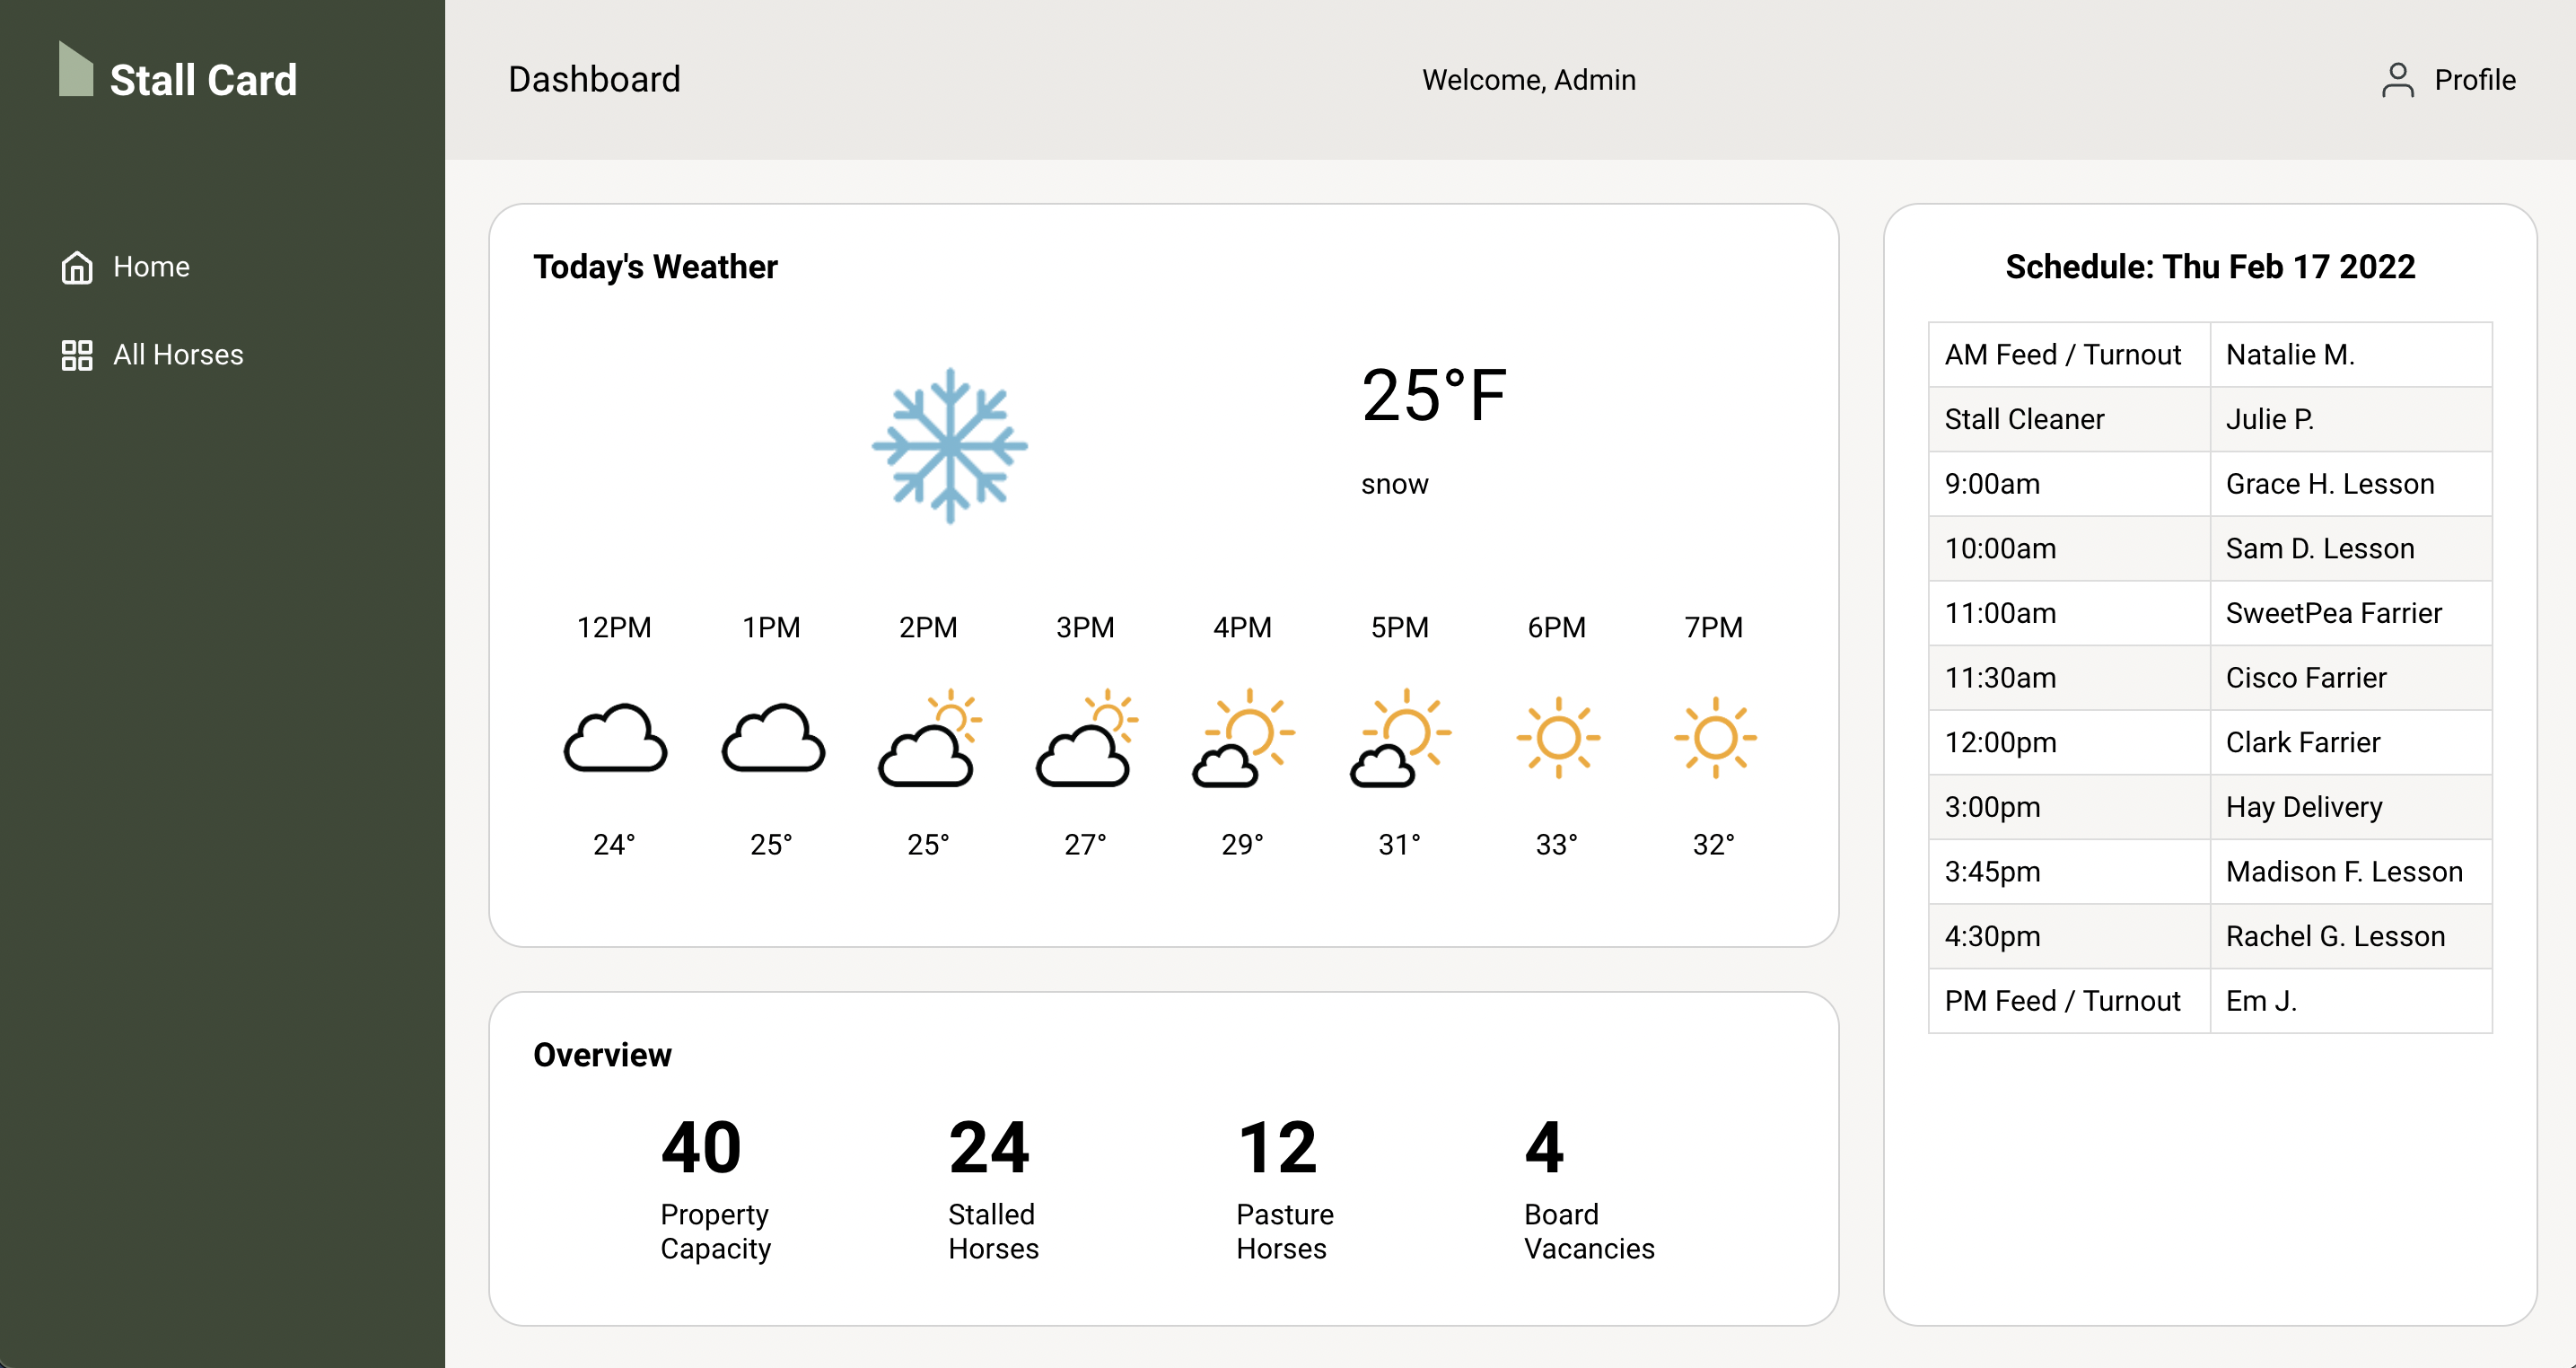 Stall Card
Home
All Horses
Dashboard
Welcome, Admin
Profile
Today's Weather
25°F
snow
12PM 1PM 2PM 3PM 4PM 5PM 6PM 7PM
24° 25° 25° 27° 29° 31° 33° 32°
Overview
40 24 12 4
Property Stalled Pasture Board
Capacity Horses Horses Vacancies
Schedule: Thu Feb 17 2022
AM Feed / Turnout Natalie M.
Stall Cleaner Julie P.
9:00am Grace H. Lesson
10:00am Sam D. Lesson
11:00am SweetPea Farrier
11:30am Cisco Farrier
12:00pm Clark Farrier
3:00pm Hay Delivery
3:45pm Madison F. Lesson
4:30pm Rachel G. Lesson
PM Feed / Turnout Em J.